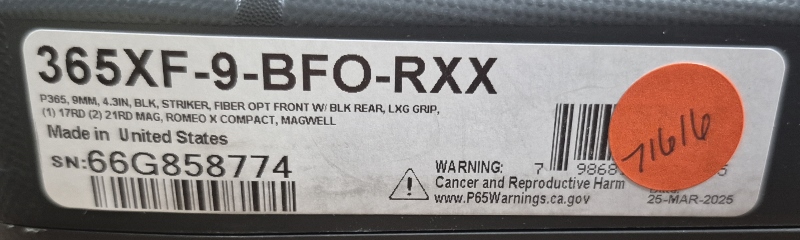 365XF-9-BFO-RXX
P365, 9MM, 4.3IN, BLK, STRIKER, FIBER OPT FRONT W/ BLK REAR, LXG GRIP,
(1) 17RD (2) 21RD MAG, ROMEO X COMPACT, MAGWELL
Made in United States
SN:66G858774
WARNING:
Cancer and Reproductive Harm
www.P65Warnings.ca.gov
7 9868
71616
25-MAR-2025